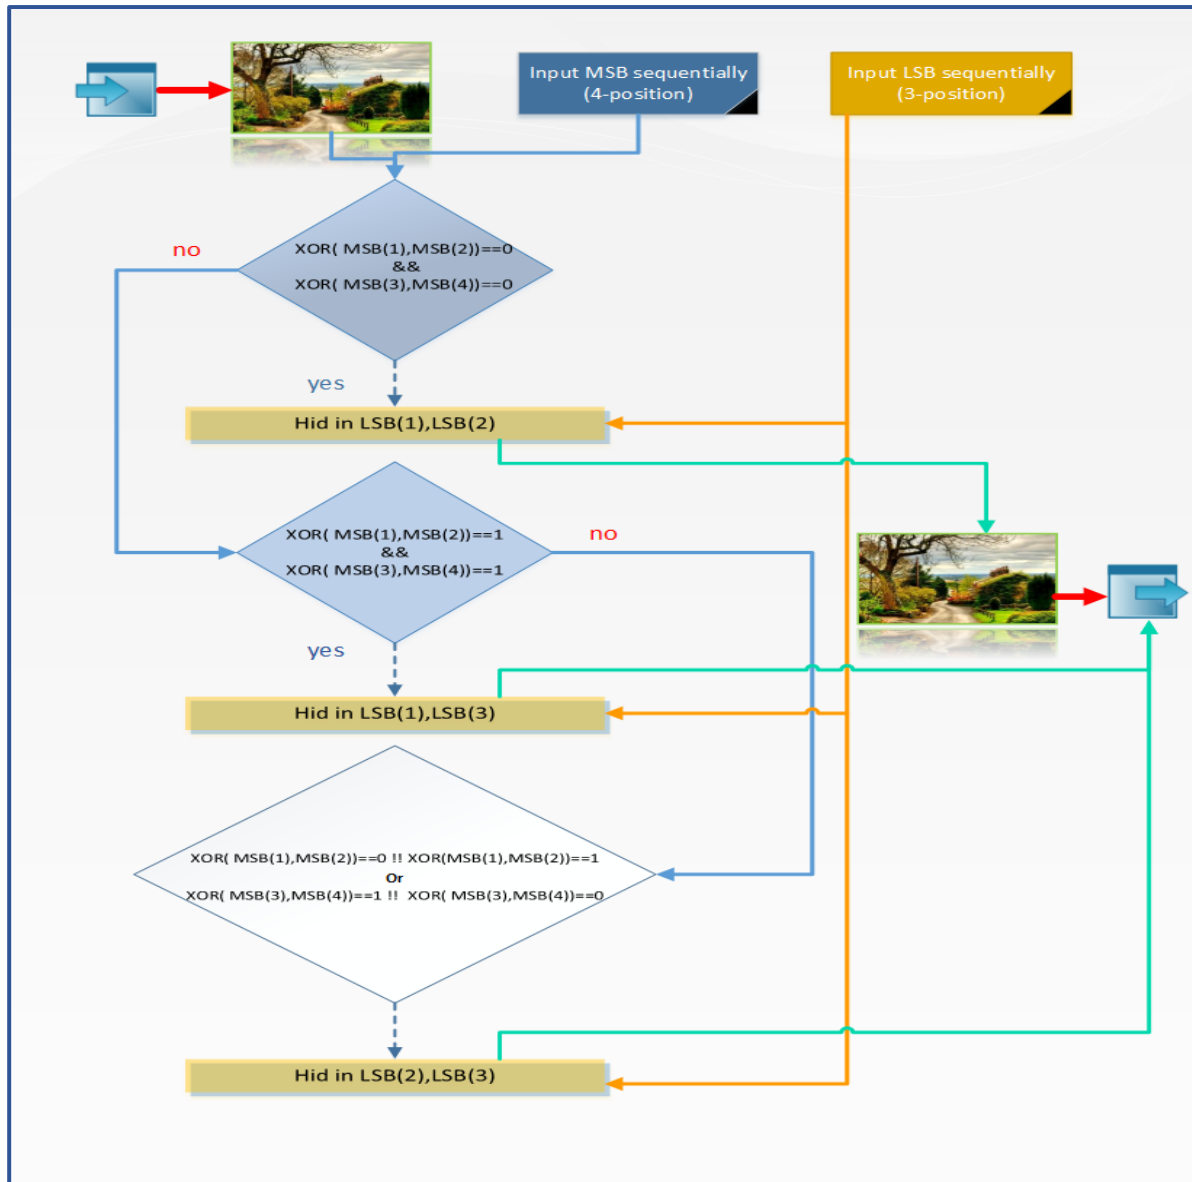 Input MSB sequentially
(4-position)
Input LSB sequentially
(3-position)
XOR( MSB(1),MSB(2))==0
&&
XOR( MSB(3),MSB(4))==0
no
yes
Hid in LSB(1),LSB(2)
XOR( MSB(1),MSB(2))==1
&&
XOR( MSB(3),MSB(4))==1
no
yes
Hid in LSB(1),LSB(3)
XOR( MSB(1),MSB(2))==0 !! XOR(MSB(1),MSB(2))==1
Or
XOR( MSB(3),MSB(4))==1 !! XOR( MSB(3),MSB(4))==0
Hid in LSB(2),LSB(3)